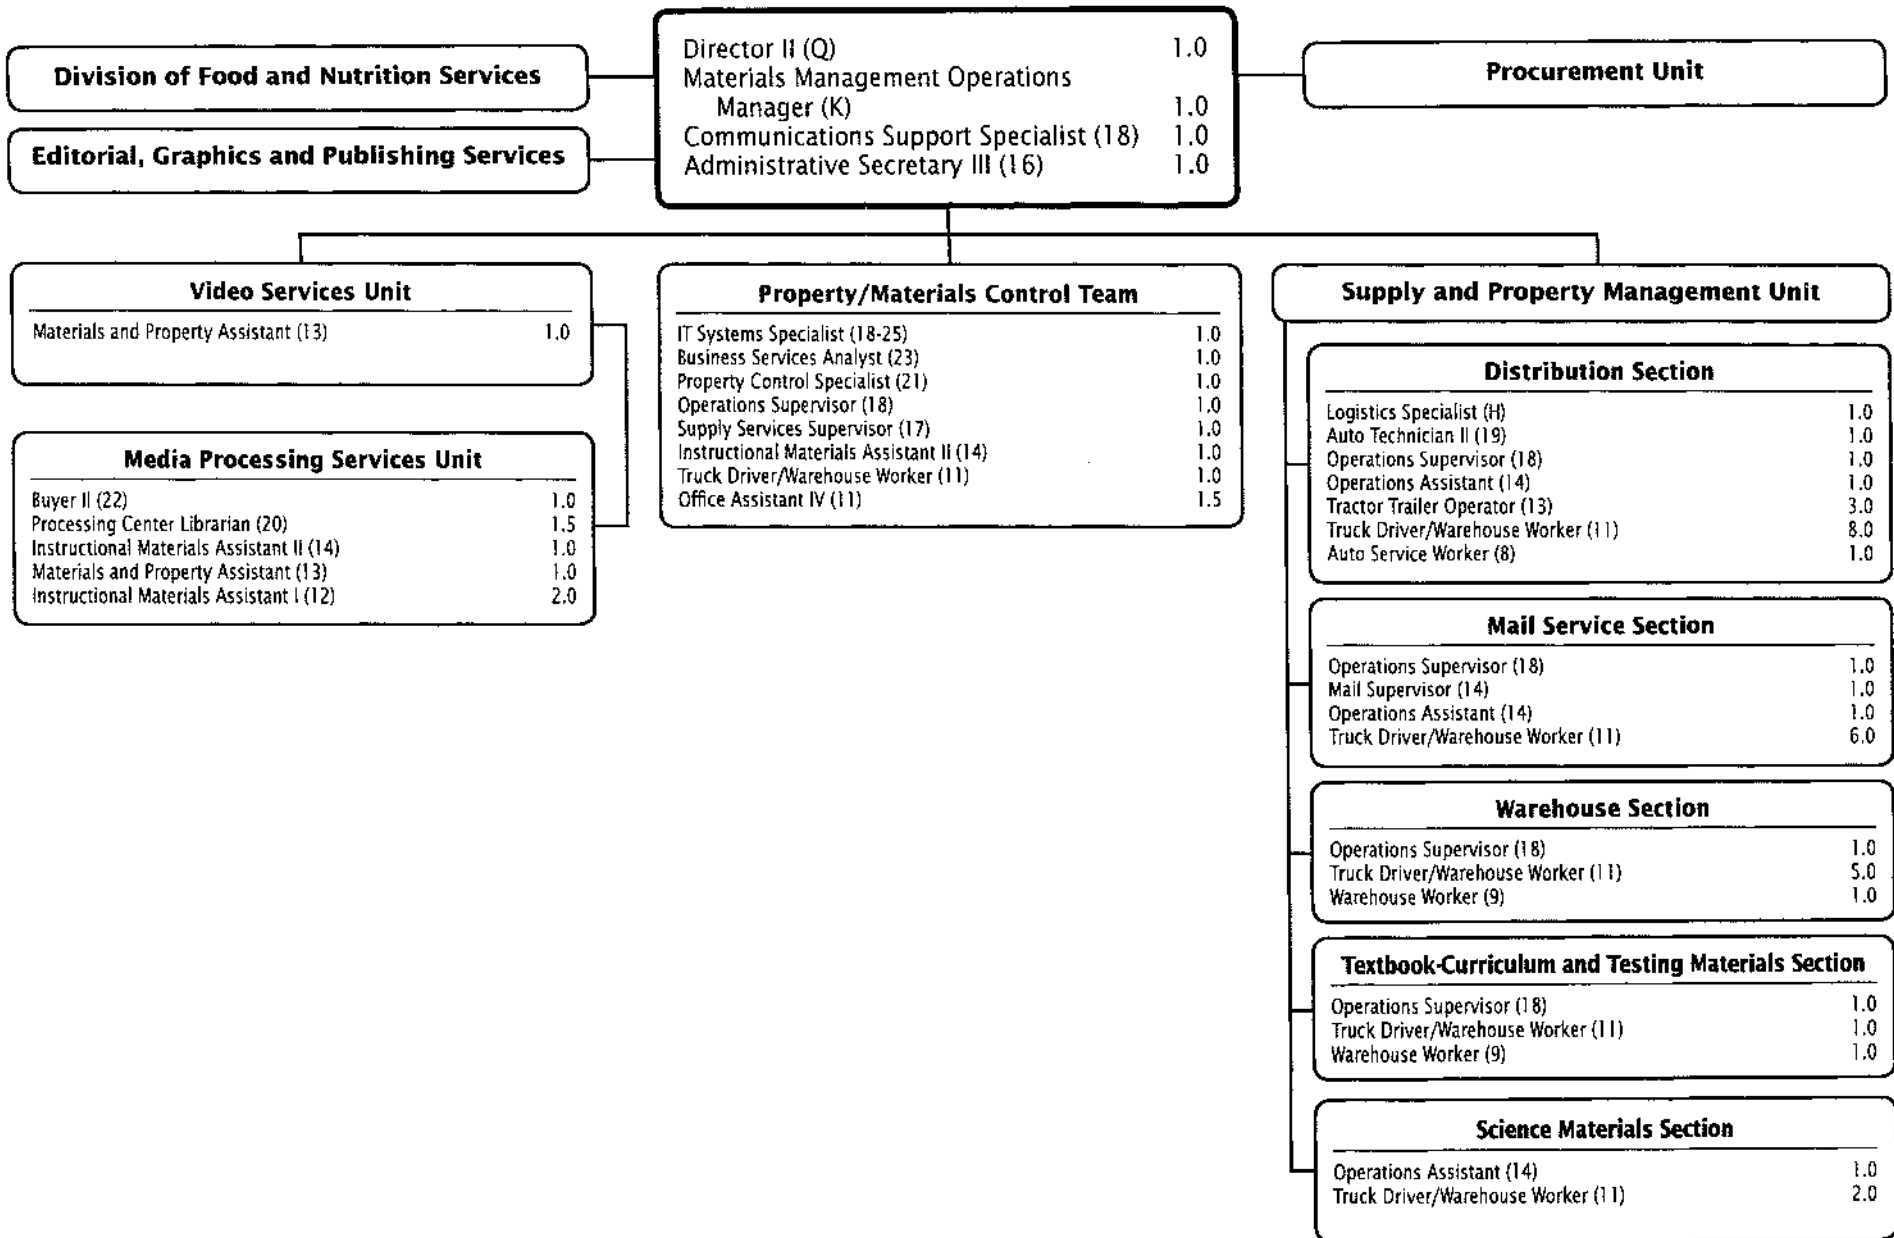 Director II (Q) 1.0
Materials Management Operations
Manager (K) 1.0
Communications Support Specialist (18) 1.0
Administrative Secretary III (16) 1.0
Division of Food and Nutrition Services
Editorial, Graphics and Publishing Services
Procurement Unit
Video Services Unit
Materials and Property Assistant (13) 1.0
Media Processing Services Unit
Buyer II (22) 1.0
Processing Center Librarian (20) 1.5
Instructional Materials Assistant II (14) 1.0
Materials and Property Assistant (13) 1.0
Instructional Materials Assistant I (12) 2.0
Property/Materials Control Team
IT Systems Specialist (18-25) 1.0
Business Services Analyst (23) 1.0
Property Control Specialist (21) 1.0
Operations Supervisor (18) 1.0
Supply Services Supervisor (17) 1.0
Instructional Materials Assistant II (14) 1.0
Truck Driver/Warehouse Worker (11) 1.0
Office Assistant IV (11) 1.5
Supply and Property Management Unit
Distribution Section
Logistics Specialist (H) 1.0
Auto Technician II (19) 1.0
Operations Supervisor (18) 1.0
Operations Assistant (14) 1.0
Tractor Trailer Operator (13) 3.0
Truck Driver/Warehouse Worker (11) 8.0
Auto Service Worker (8) 1.0
Mail Service Section
Operations Supervisor (18) 1.0
Mail Supervisor (14) 1.0
Operations Assistant (14) 1.0
Truck Driver/Warehouse Worker (11) 6.0
Warehouse Section
Operations Supervisor (18) 1.0
Truck Driver/Warehouse Worker (11) 5.0
Warehouse Worker (9) 1.0
Textbook-Curriculum and Testing Materials Section
Operations Supervisor (18) 1.0
Truck Driver/Warehouse Worker (11) 1.0
Warehouse Worker (9) 1.0
Science Materials Section
Operations Assistant (14) 1.0
Truck Driver/Warehouse Worker (11) 2.0